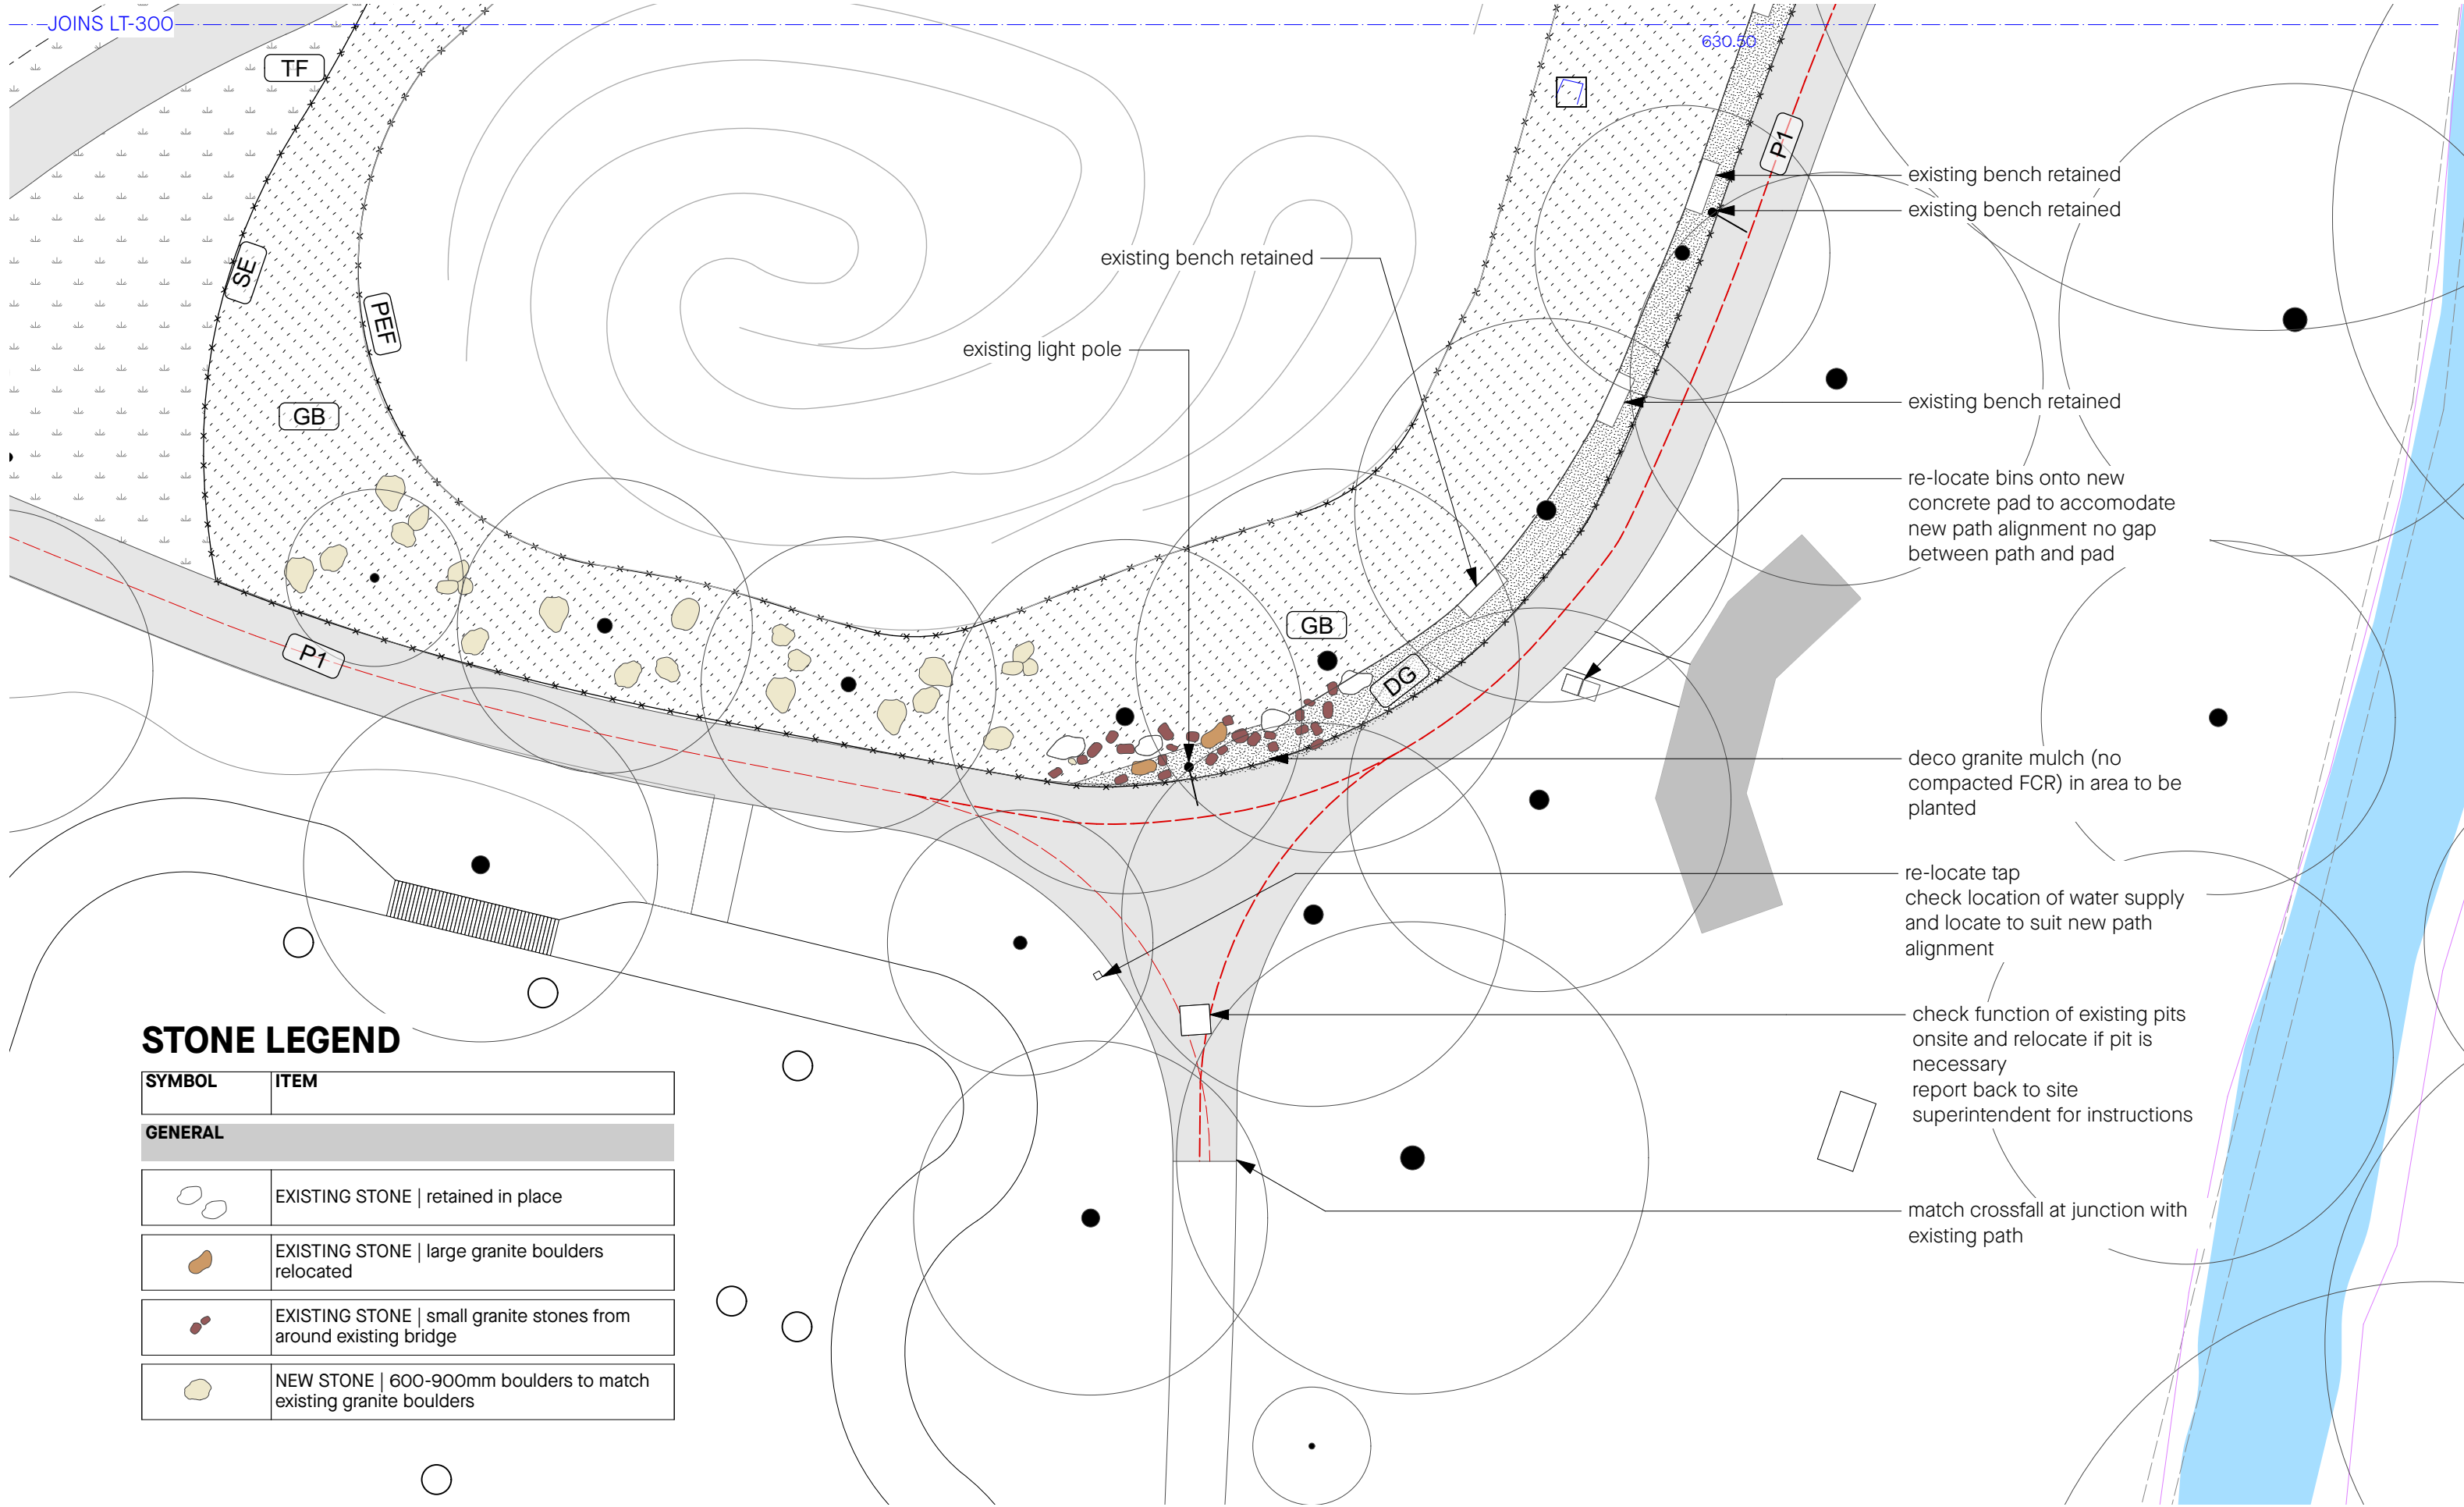 JOINS LT-300
630.50
TF
P1
existing bench retained
existing bench retained
existing bench retained
SE
PEF
existing light pole
existing bench retained
GB
re-locate bins onto new
concrete pad to accomodate
new path alignment no gap
between path and pad
GB
P1
DG
deco granite mulch (no
compacted FCR) in area to be
planted
re-locate tap
check location of water supply
and locate to suit new path
alignment
check function of existing pits
onsite and relocate if pit is
necessary
report back to site
superintendent for instructions
match crossfall at junction with
existing path
STONE LEGEND
SYMBOL ITEM
GENERAL
EXISTING STONE | retained in place
EXISTING STONE | large granite boulders
relocated
EXISTING STONE | small granite stones from
around existing bridge
NEW STONE | 600-900mm boulders to match
existing granite boulders